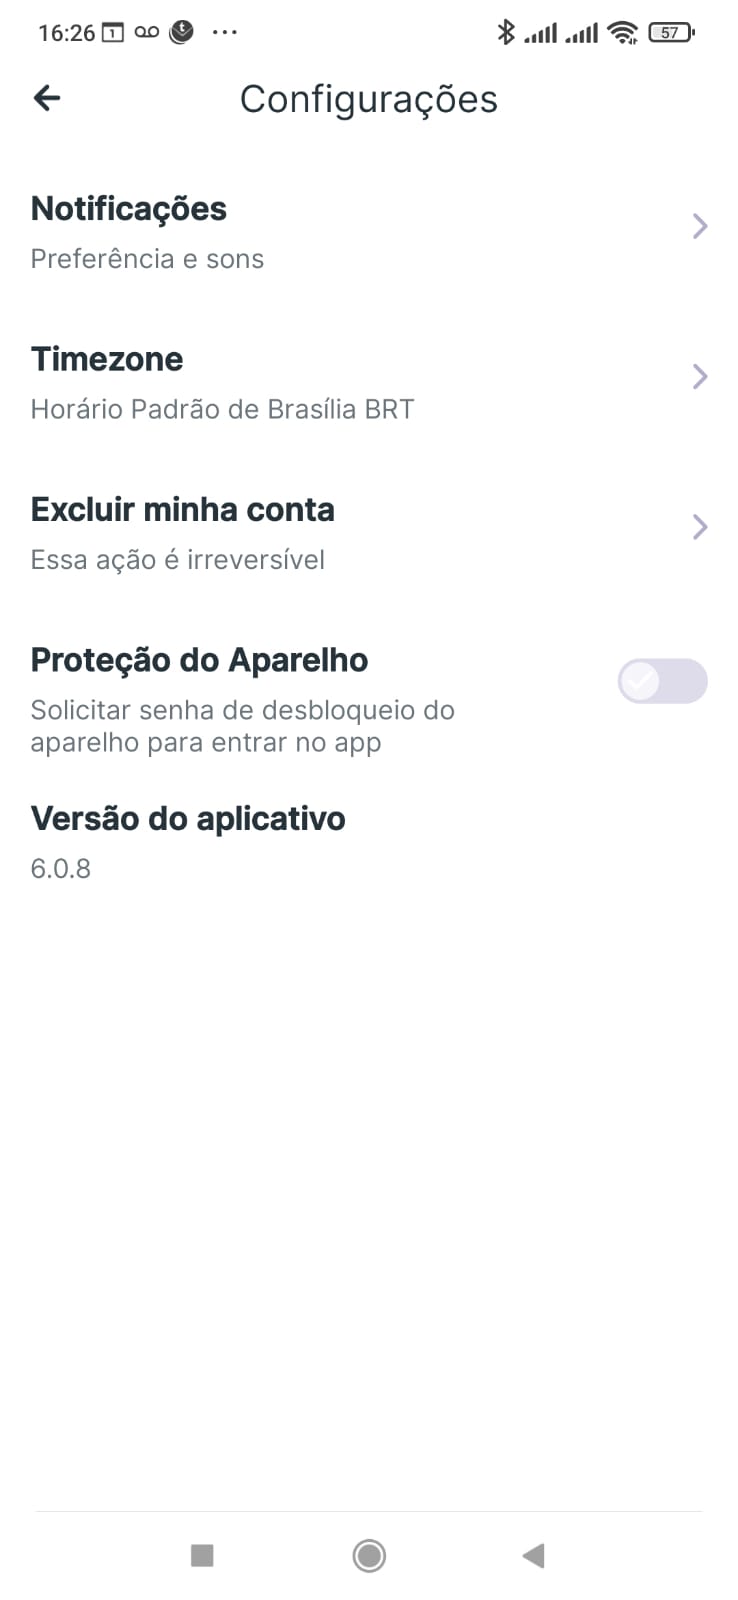 16:26
1
t
57
Configurações
Notificações
Preferência e sons
Timezone
Horário Padrão de Brasília BRT
Excluir minha conta
Essa ação é irreversível
Proteção do Aparelho
Solicitar senha de desbloqueio do
aparelho para entrar no app
Versão do aplicativo
6.0.8